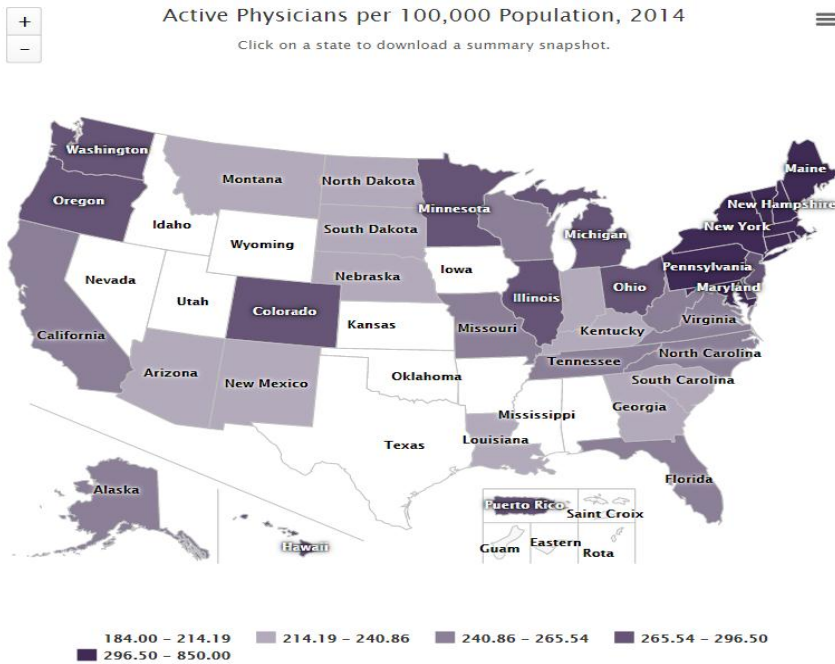 +
Active Physicians per 100,000 Population, 2014
−
Click on a state to download a summary snapshot.
Washington
Maine
Montana
North Dakota
Oregon
Minnesota
New Hampshire
Idaho
South Dakota
New York
Michigan
Wyoming
Pennsylvania
Iowa
Nebraska
Nevada
Ohio
Maryland
Utah
Illinois
Colorado
Virginia
Kansas
Missouri
Kentucky
California
North Carolina
Tennessee
Arizona
Oklahoma
South Carolina
New Mexico
Georgia
Mississippi
Texas
Louisiana
Florida
Alaska
Puerto Rico
Saint Croix
Hawaii
Guam
Eastern
Rota
184.00 – 214.19
214.19 – 240.86
240.86 – 265.54
265.54 – 296.50
296.50 – 850.00